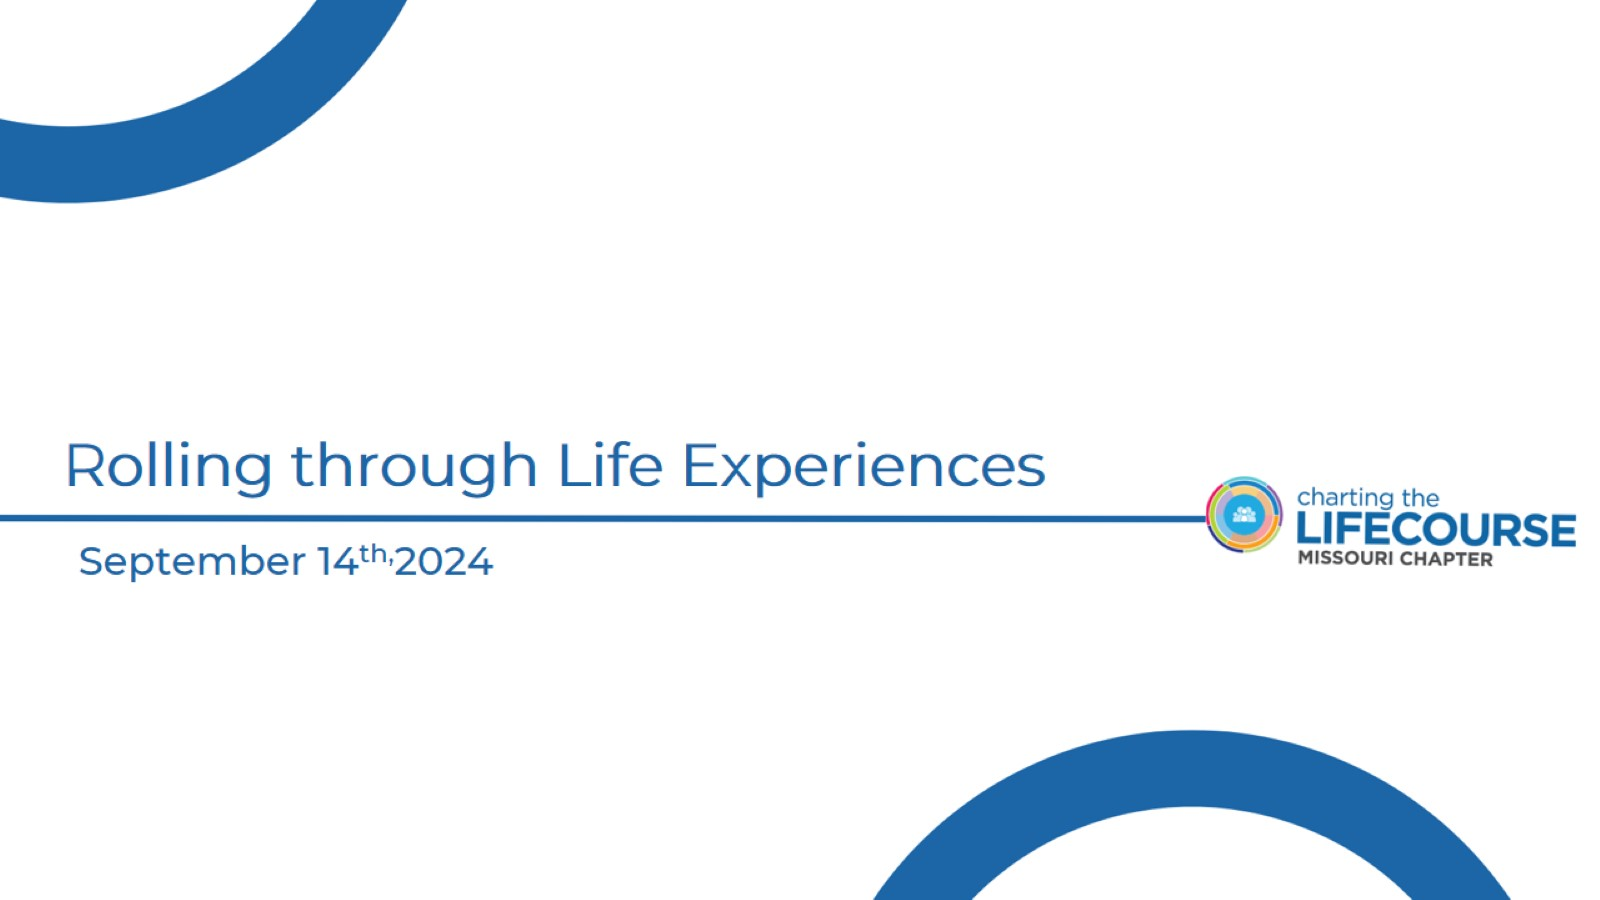 Rolling through Life Experiences
September 14th,2024
charting the
LIFECOURSE
MISSOURI CHAPTER